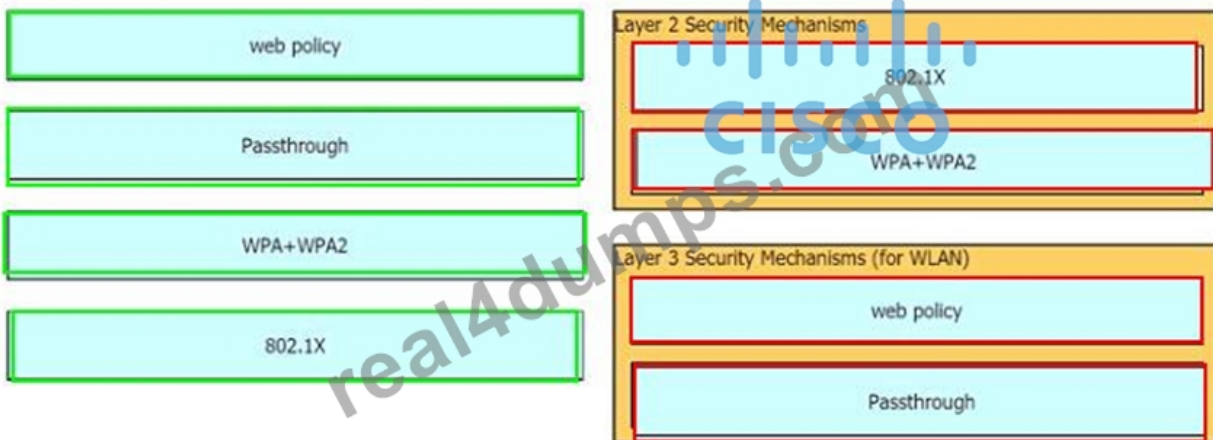 web policy
Passthrough
WPA+WPA2
802.1X
Layer 2 Security Mechanisms
802.1X
WPA+WPA2
Layer 3 Security Mechanisms (for WLAN)
web policy
Passthrough
CISCO
real4dumps.com